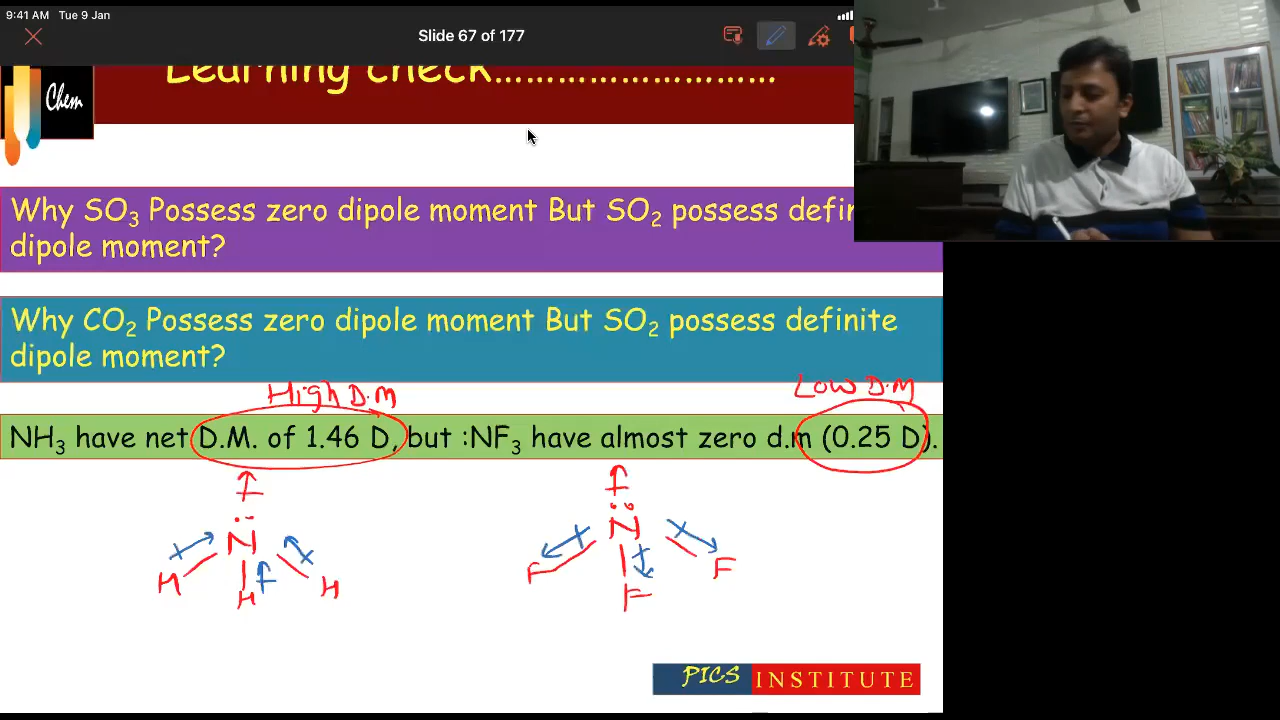 9:41 AM Tue 9 Jan
Slide 67 of 177
Learning check..............................
Chem
Why SO₃ Possess zero dipole moment But SO₂ possess
dipole moment?
Why CO₂ Possess zero dipole moment But SO₂ possess definite
dipole moment?
High D.M
Low D.M
NH₃ have net D.M. of 1.46 D, but :NF₃ have almost zero d.m (0.25 D).
N
N
H
H
H
F
F
F
PICS INSTITUTE